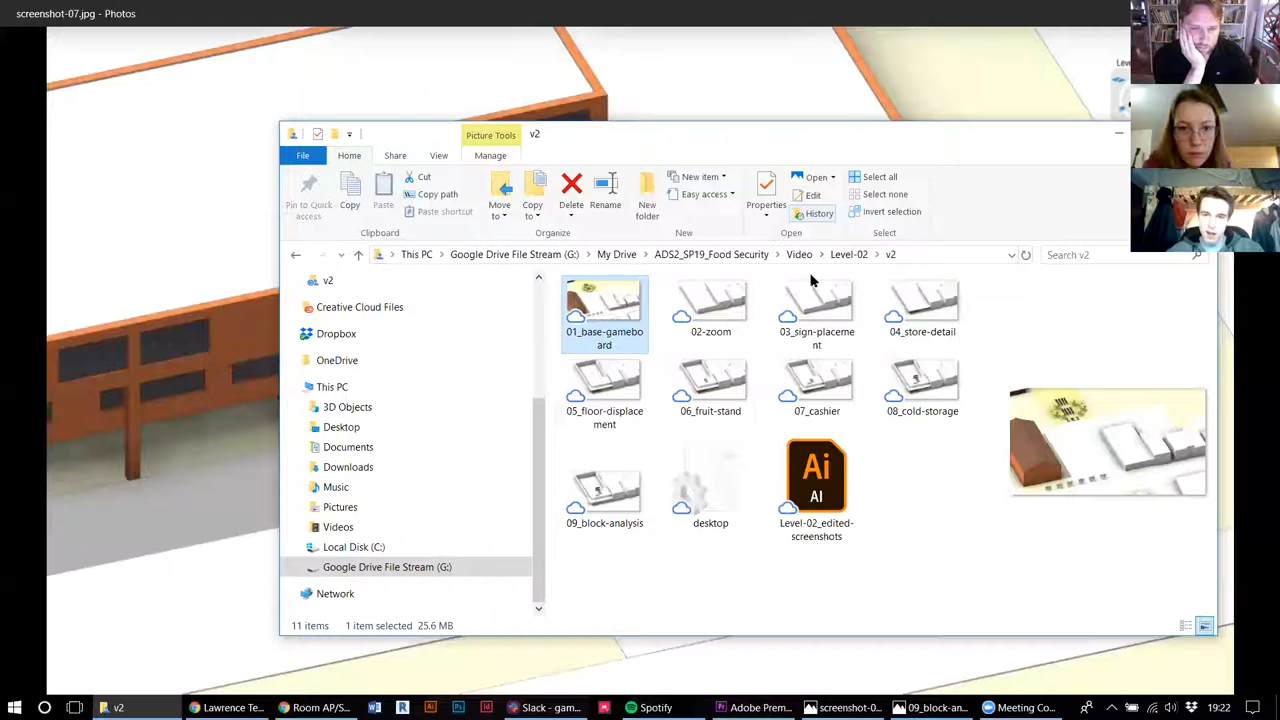 screenshot-07.jpg - Photos
Picture Tools
v2
File
Home
Share
View
Manage
Pin to Quick
access
Copy
Paste
Cut
Copy path
Paste shortcut
Clipboard
Move
to
Copy
to
Delete
Rename
Organize
New
folder
New item
Easy access
New
Properties
Open
Edit
History
Open
Select all
Select none
Invert selection
Select
This PC > Google Drive File Stream (G:) > My Drive > ADS2_SP19_Food Security > Video > Level-02 > v2
Search v2
v2
Creative Cloud Files
Dropbox
OneDrive
This PC
3D Objects
Desktop
Documents
Downloads
Music
Pictures
Videos
Local Disk (C:)
Google Drive File Stream (G:)
Network
01_base-gamebo
ard
02-zoom
03_sign-placeme
nt
04_store-detail
05_floor-displace
ment
06_fruit-stand
07_cashier
08_cold-storage
09_block-analysis
desktop
Ai
AI
Level-02_edited-
screenshots
11 items
1 item selected 25.6 MB
v2
Lawrence Te...
Room AP/S...
Slack - gam...
Spotify
Adobe Prem...
screenshot-0...
09_block-an...
Meeting Co...
19:22